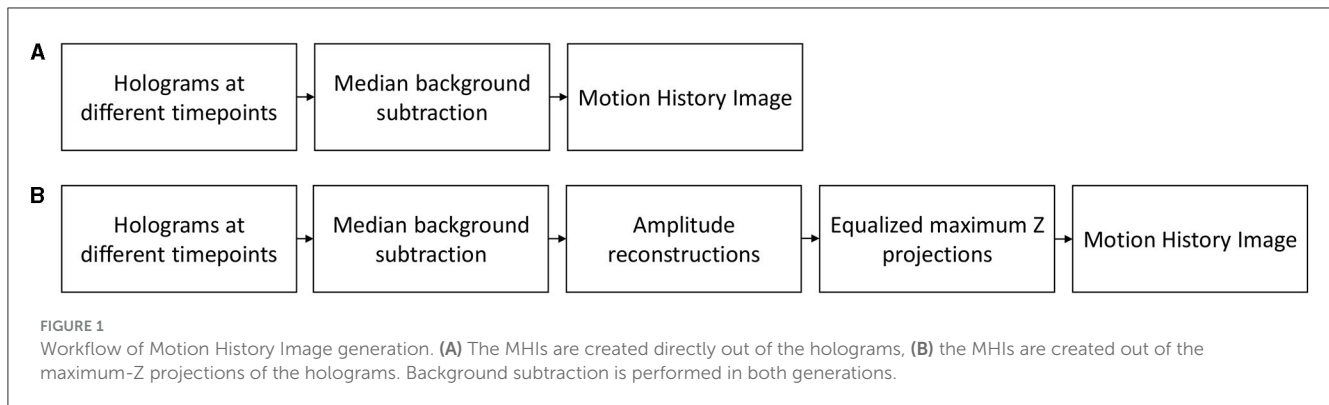 A
Holograms at
different timepoints
Median background
subtraction
Motion History Image
B
Holograms at
different timepoints
Median background
subtraction
Amplitude
reconstructions
Equalized maximum Z
projections
Motion History Image
FIGURE 1
Workflow of Motion History Image generation. (A) The MHIs are created directly out of the holograms, (B) the MHIs are created out of the
maximum-Z projections of the holograms. Background subtraction is performed in both generations.